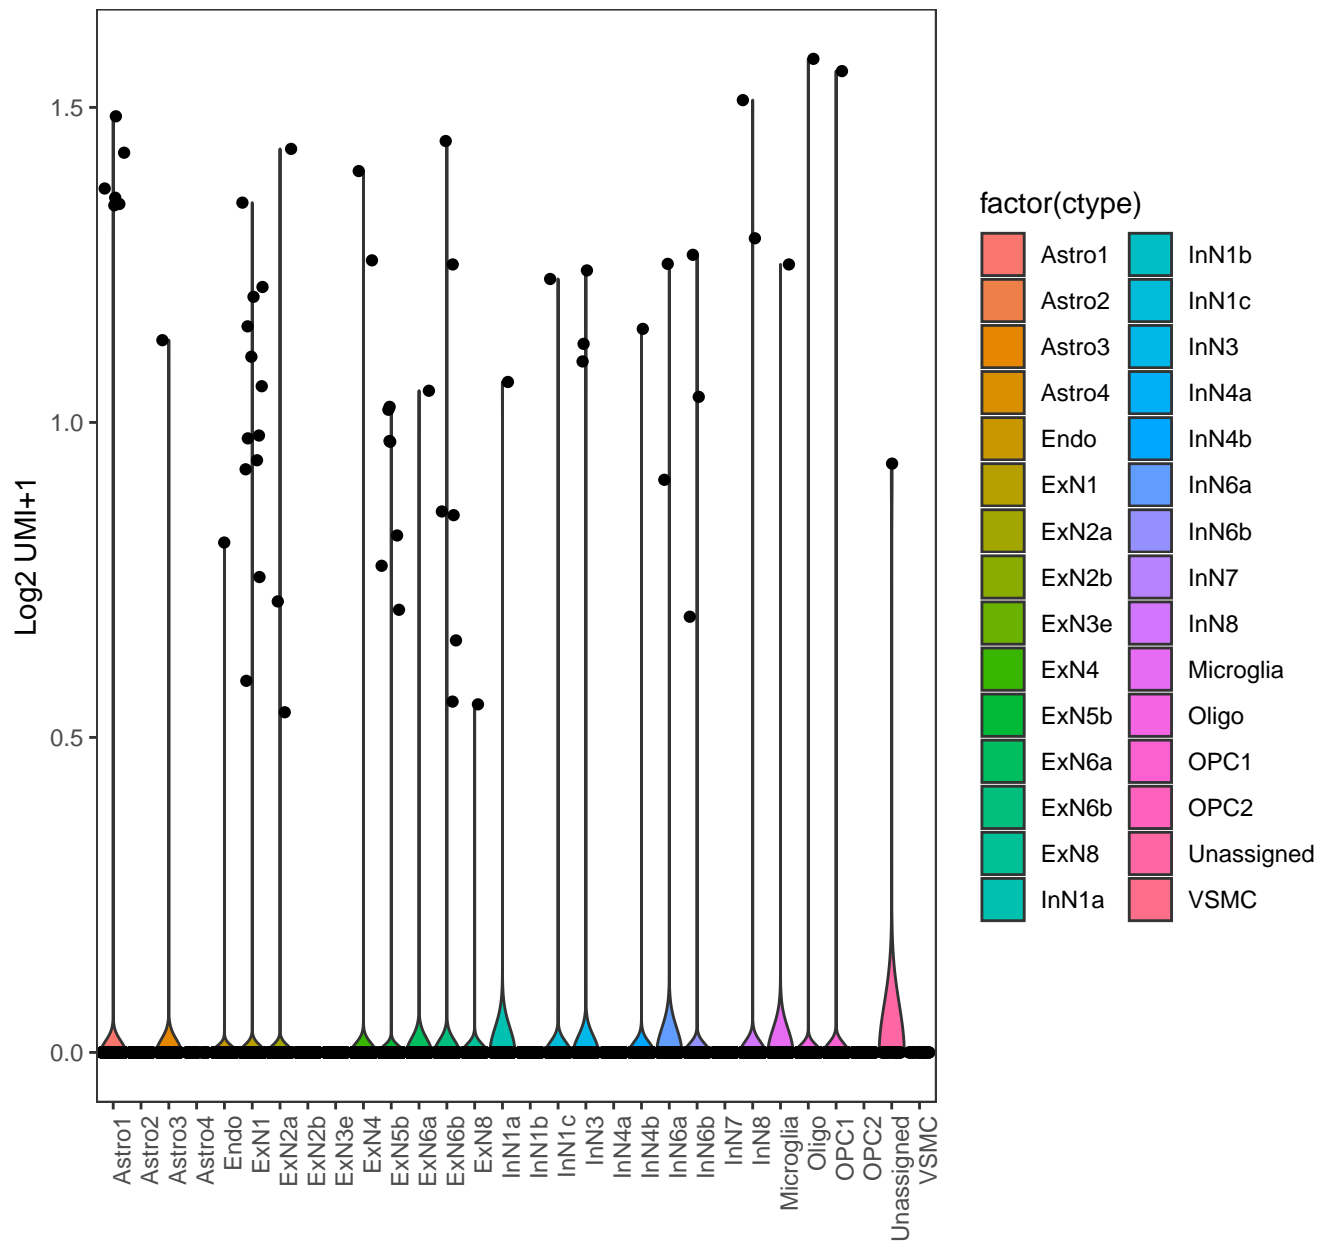 Log2 UMI+1
1.5
1.0
0.5
0.0
Astro1
Astro2
Astro3
Astro4
Endo
ExN1
ExN2a
ExN2b
ExN3e
ExN4
ExN5b
ExN6a
ExN6b
ExN8
InN1a
InN1b
InN1c
InN3
InN4a
InN4b
InN6a
InN6b
InN7
InN8
Microglia
Oligo
OPC1
OPC2
Unassigned
VSMC
factor(ctype)
Astro1
Astro2
Astro3
Astro4
Endo
ExN1
ExN2a
ExN2b
ExN3e
ExN4
ExN5b
ExN6a
ExN6b
ExN8
InN1a
InN1b
InN1c
InN3
InN4a
InN4b
InN6a
InN6b
InN7
InN8
Microglia
Oligo
OPC1
OPC2
Unassigned
VSMC